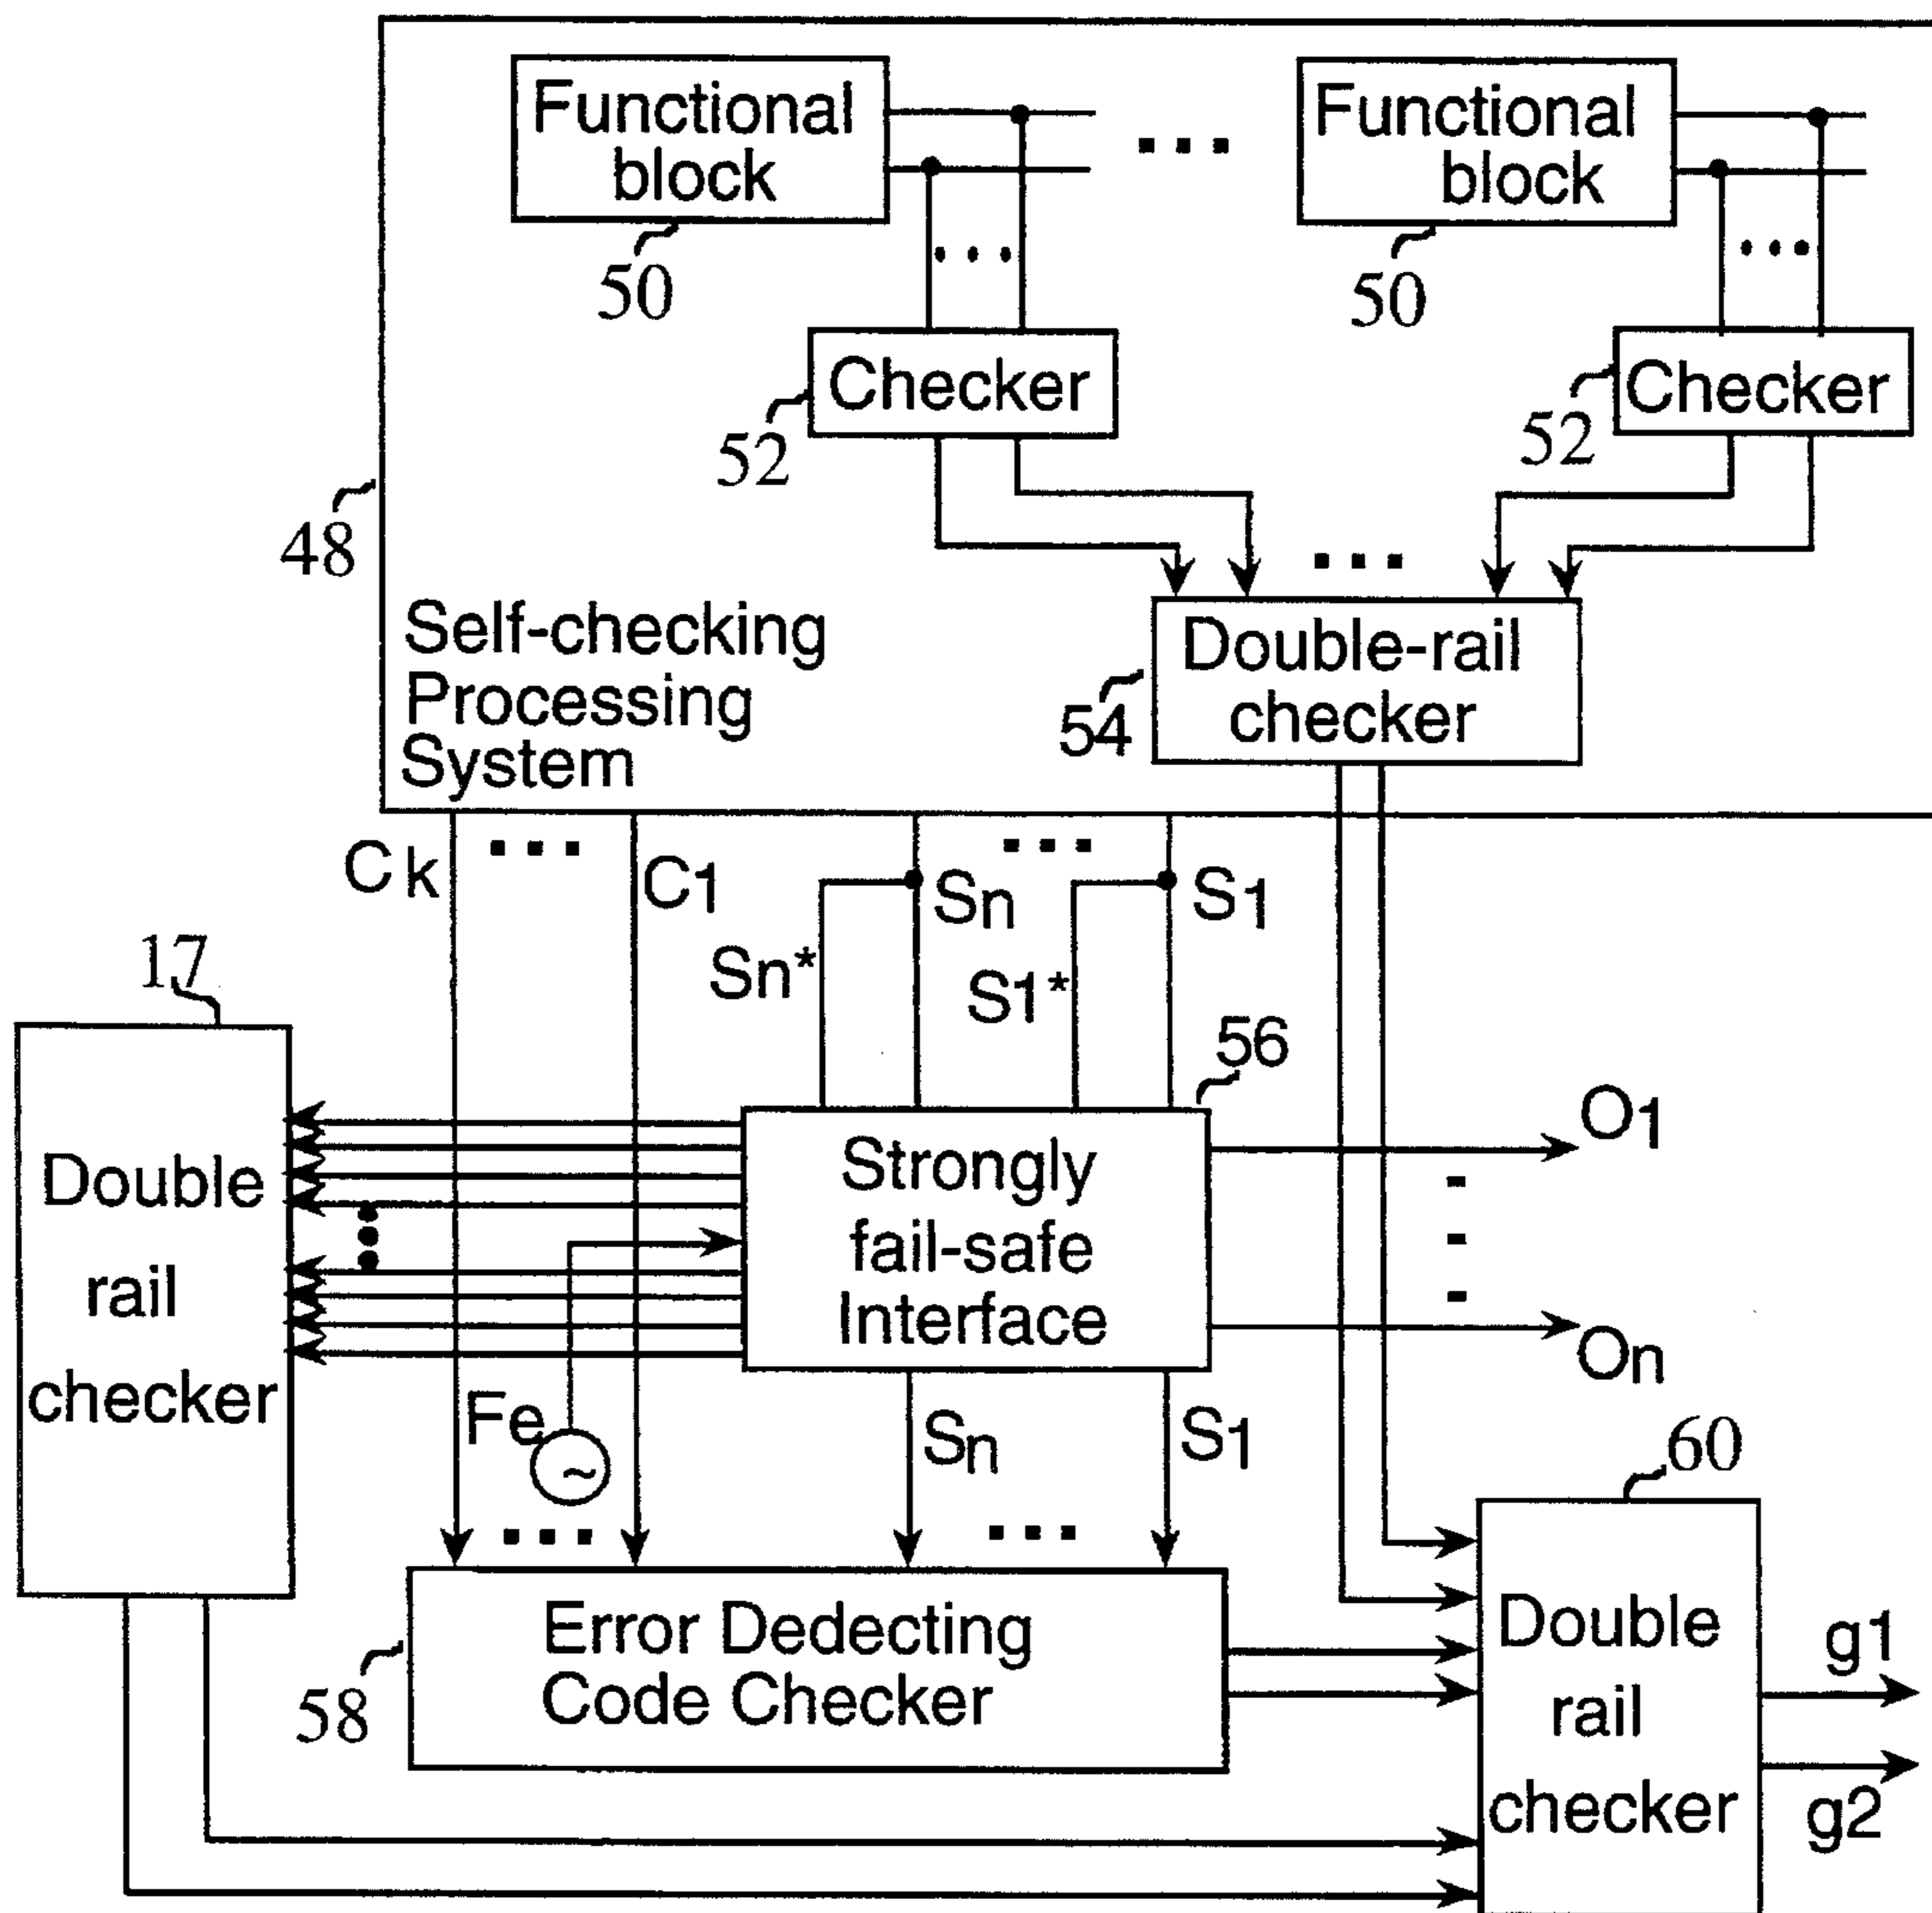 Functional
block
Functional
block
50
50
Checker
Checker
52
52
48
Self-checking
Processing
System
Double-rail
checker
54
Ck
C1
Sn
S1
Sn*
S1*
17
56
Double
rail
checker
Strongly
fail-safe
Interface
O1
On
Fe
~
Sn
S1
60
Error Dedecting
Code Checker
58
Double
rail
checker
g1
g2